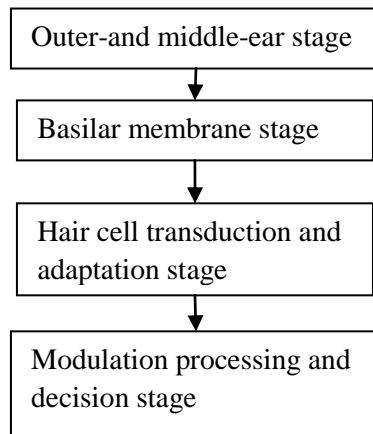 Outer-and middle-ear stage
Basilar membrane stage
Hair cell transduction and
adaptation stage
Modulation processing and
decision stage